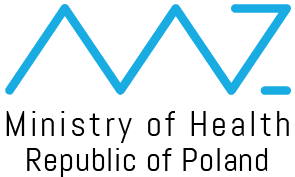 Ministry of Health
Republic of Poland